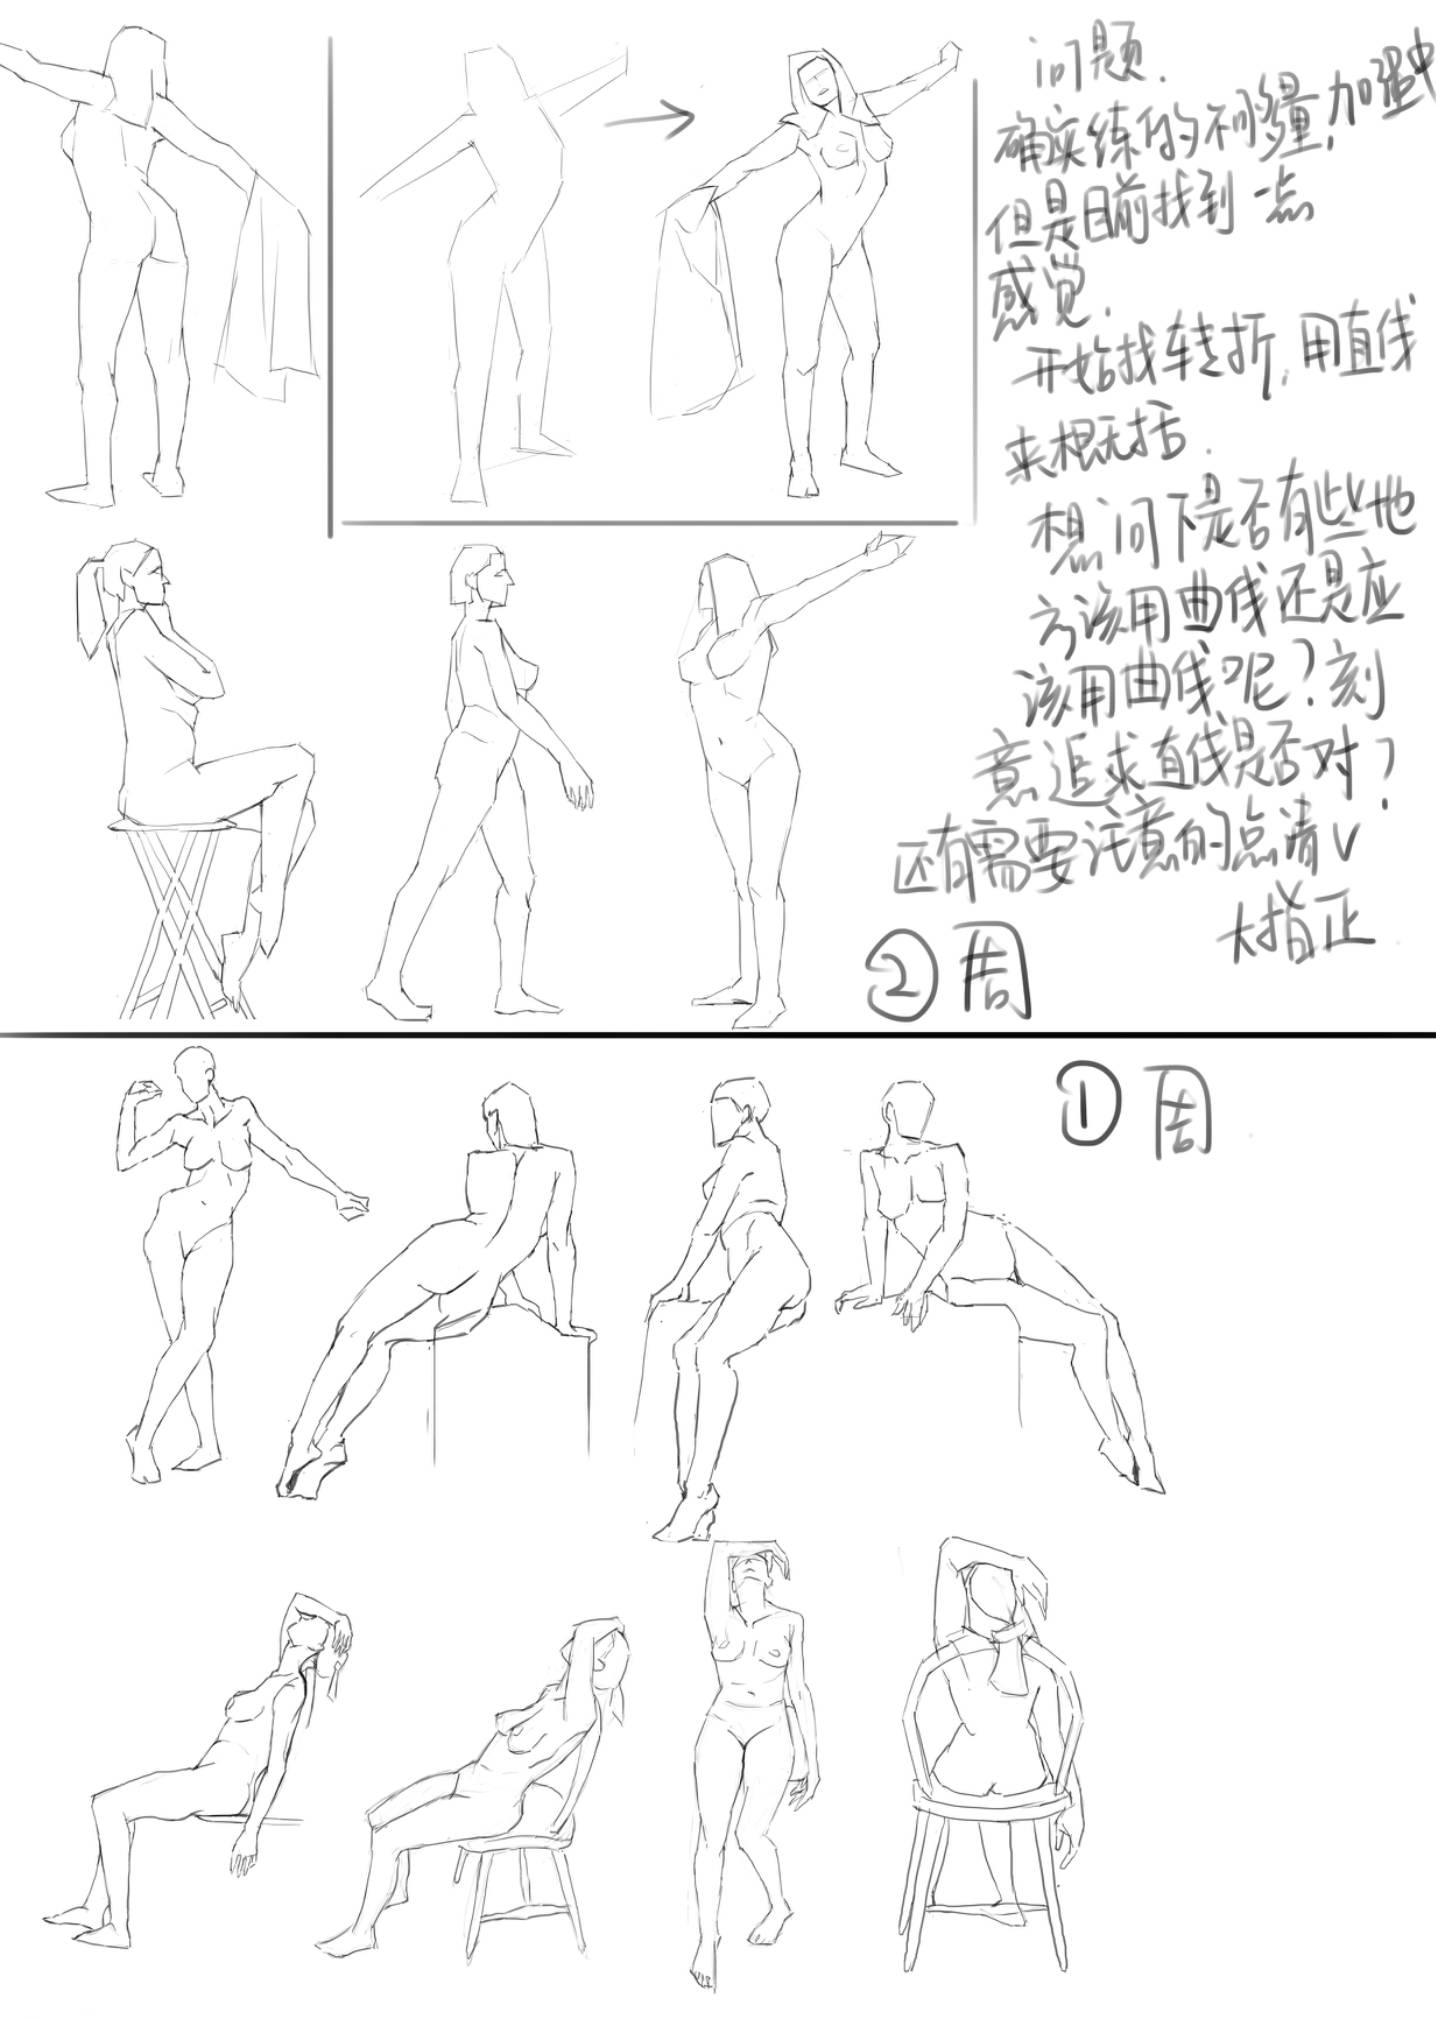 问题.
确实练的不够量,加强中
但是目前找到一点
感觉.
开始找转折,用直线
来概括.
想问下是否有些地
方该用曲线还是应
该用曲线呢?刻
意追求直线是否对?
还有需要注意的点请V
大指正
②周
①周